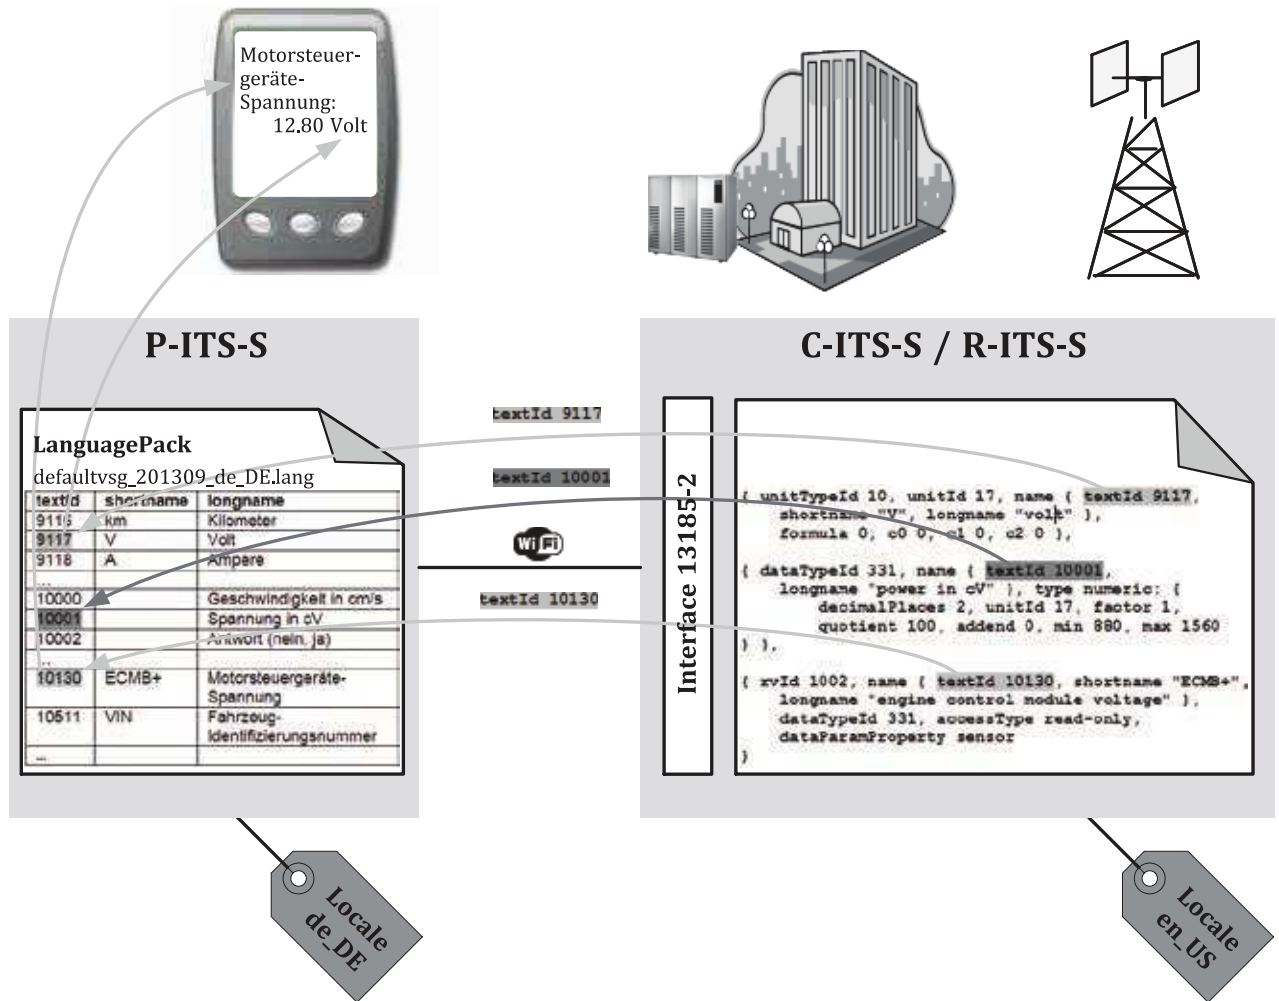 Motorsteuer-
geräte-
Spannung:
12.80 Volt
P-ITS-S
C-ITS-S / R-ITS-S
LanguagePack
defaultvsg_201309_de_DE.lang
textId shortname longname
9116 km Kilometer
9117 V Volt
9118 A Ampere
...
10000 Geschwindigkeit in cm/s
10001 Spannung in cV
10002 Antwort (nein, ja)
...
10130 ECMB+ Motorsteuergeräte-
Spannung
10511 VIN Fahrzeug-
Identifizierungsnummer
...
textId 9117
textId 10001
Wi Fi
textId 10130
Interface 13185-2
{ unitTypeId 10, unitId 17, name { textId 9117,
shortname "V", longname "volt" },
formula 0, c0 0, c1 0, c2 0 },
{ dataTypeId 331, name { textId 10001,
longname "power in cV" }, type numeric: {
decimalPlaces 2, unitId 17, factor 1,
quotient 100, addend 0, min 880, max 1560
} },
{ rvId 1002, name { textId 10130, shortname "ECMB+",
longname "engine control module voltage" },
dataTypeId 331, accessType read-only,
dataParamProperty sensor
}
Locale
de_DE
Locale
en_US